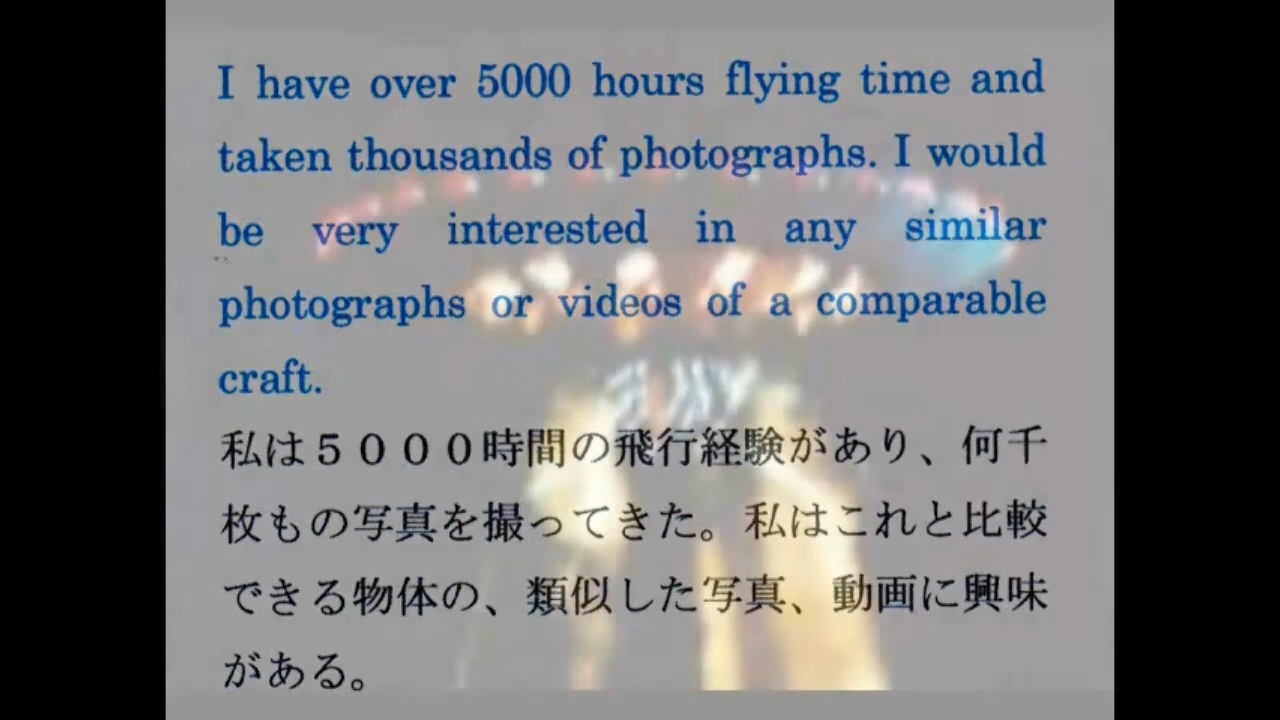 I have over 5000 hours flying time and
taken thousands of photographs. I would
be very interested in any similar
photographs or videos of a comparable
craft.
私は５０００時間の飛行経験があり、何千
枚もの写真を撮ってきた。私はこれと比較
できる物体の、類似した写真、動画に興味
がある。